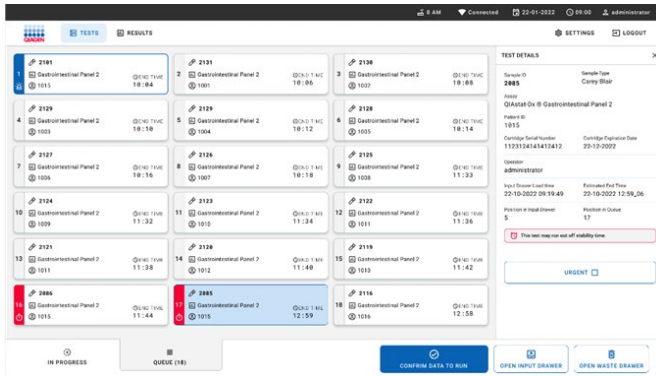 8 AM Connected 22-01-2022 09:00 administrator
QIAGEN TESTS RESULTS SETTINGS LOGOUT
1 2101 Gastrointestinal Panel 2 1015 END TIME 10:04
2 2131 Gastrointestinal Panel 2 1001 END TIME 10:06
3 2130 Gastrointestinal Panel 2 1002 END TIME 10:08
4 2129 Gastrointestinal Panel 2 1003 END TIME 10:10
5 2129 Gastrointestinal Panel 2 1004 END TIME 10:12
6 2128 Gastrointestinal Panel 2 1005 END TIME 10:14
7 2127 Gastrointestinal Panel 2 1006 END TIME 10:16
8 2126 Gastrointestinal Panel 2 1007 END TIME 10:18
9 2125 Gastrointestinal Panel 2 1008 END TIME 11:33
10 2124 Gastrointestinal Panel 2 1009 END TIME 11:32
11 2123 Gastrointestinal Panel 2 1010 END TIME 11:34
12 2122 Gastrointestinal Panel 2 1011 END TIME 11:36
13 2121 Gastrointestinal Panel 2 1011 END TIME 11:38
14 2120 Gastrointestinal Panel 2 1012 END TIME 11:40
15 2119 Gastrointestinal Panel 2 1013 END TIME 11:42
16 2086 Gastrointestinal Panel 2 1015 END TIME 11:44
17 2085 Gastrointestinal Panel 2 1015 END TIME 12:59
18 2116 Gastrointestinal Panel 2 1016 END TIME 12:58
TEST DETAILS
Sample ID Sample Type
2085 Carey Blair
Assay
QIAstat-Dx ® Gastrointestinal Panel 2
Patient ID
1015
Cartridge Serial Number Cartridge Expiration Date
1123124141412412 22-12-2022
Operator
administrator
Input Drawer Load time Estimated End Time
22-10-2022 09:19:49 22-10-2022 12:59_06
Position in Input Drawer Position in Queue
5 17
This test may run out off stability time.
URGENT
IN PROGRESS
QUEUE (18)
CONFRIM DATA TO RUN
OPEN INPUT DRAWER
OPEN WASTE DRAWER